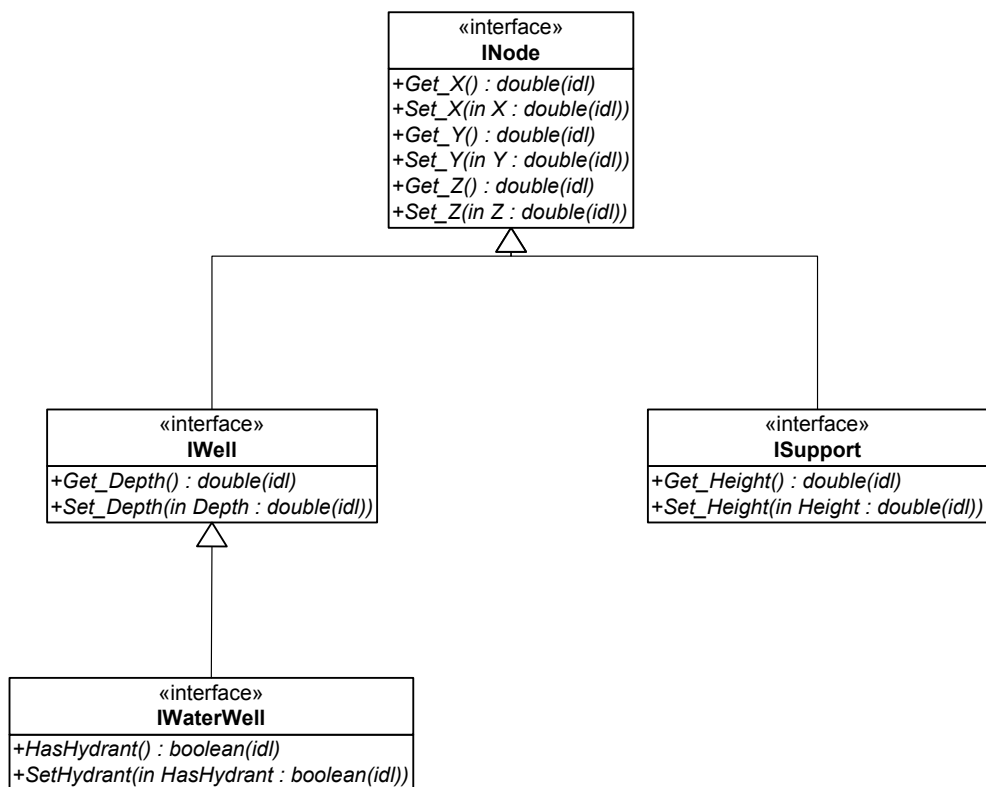 «interface»
INode
+Get_X() : double(idl)
+Set_X(in X : double(idl))
+Get_Y() : double(idl)
+Set_Y(in Y : double(idl))
+Get_Z() : double(idl)
+Set_Z(in Z : double(idl))
«interface»
IWell
+Get_Depth() : double(idl)
+Set_Depth(in Depth : double(idl))
«interface»
ISupport
+Get_Height() : double(idl)
+Set_Height(in Height : double(idl))
«interface»
IWaterWell
+HasHydrant() : boolean(idl)
+SetHydrant(in HasHydrant : boolean(idl))